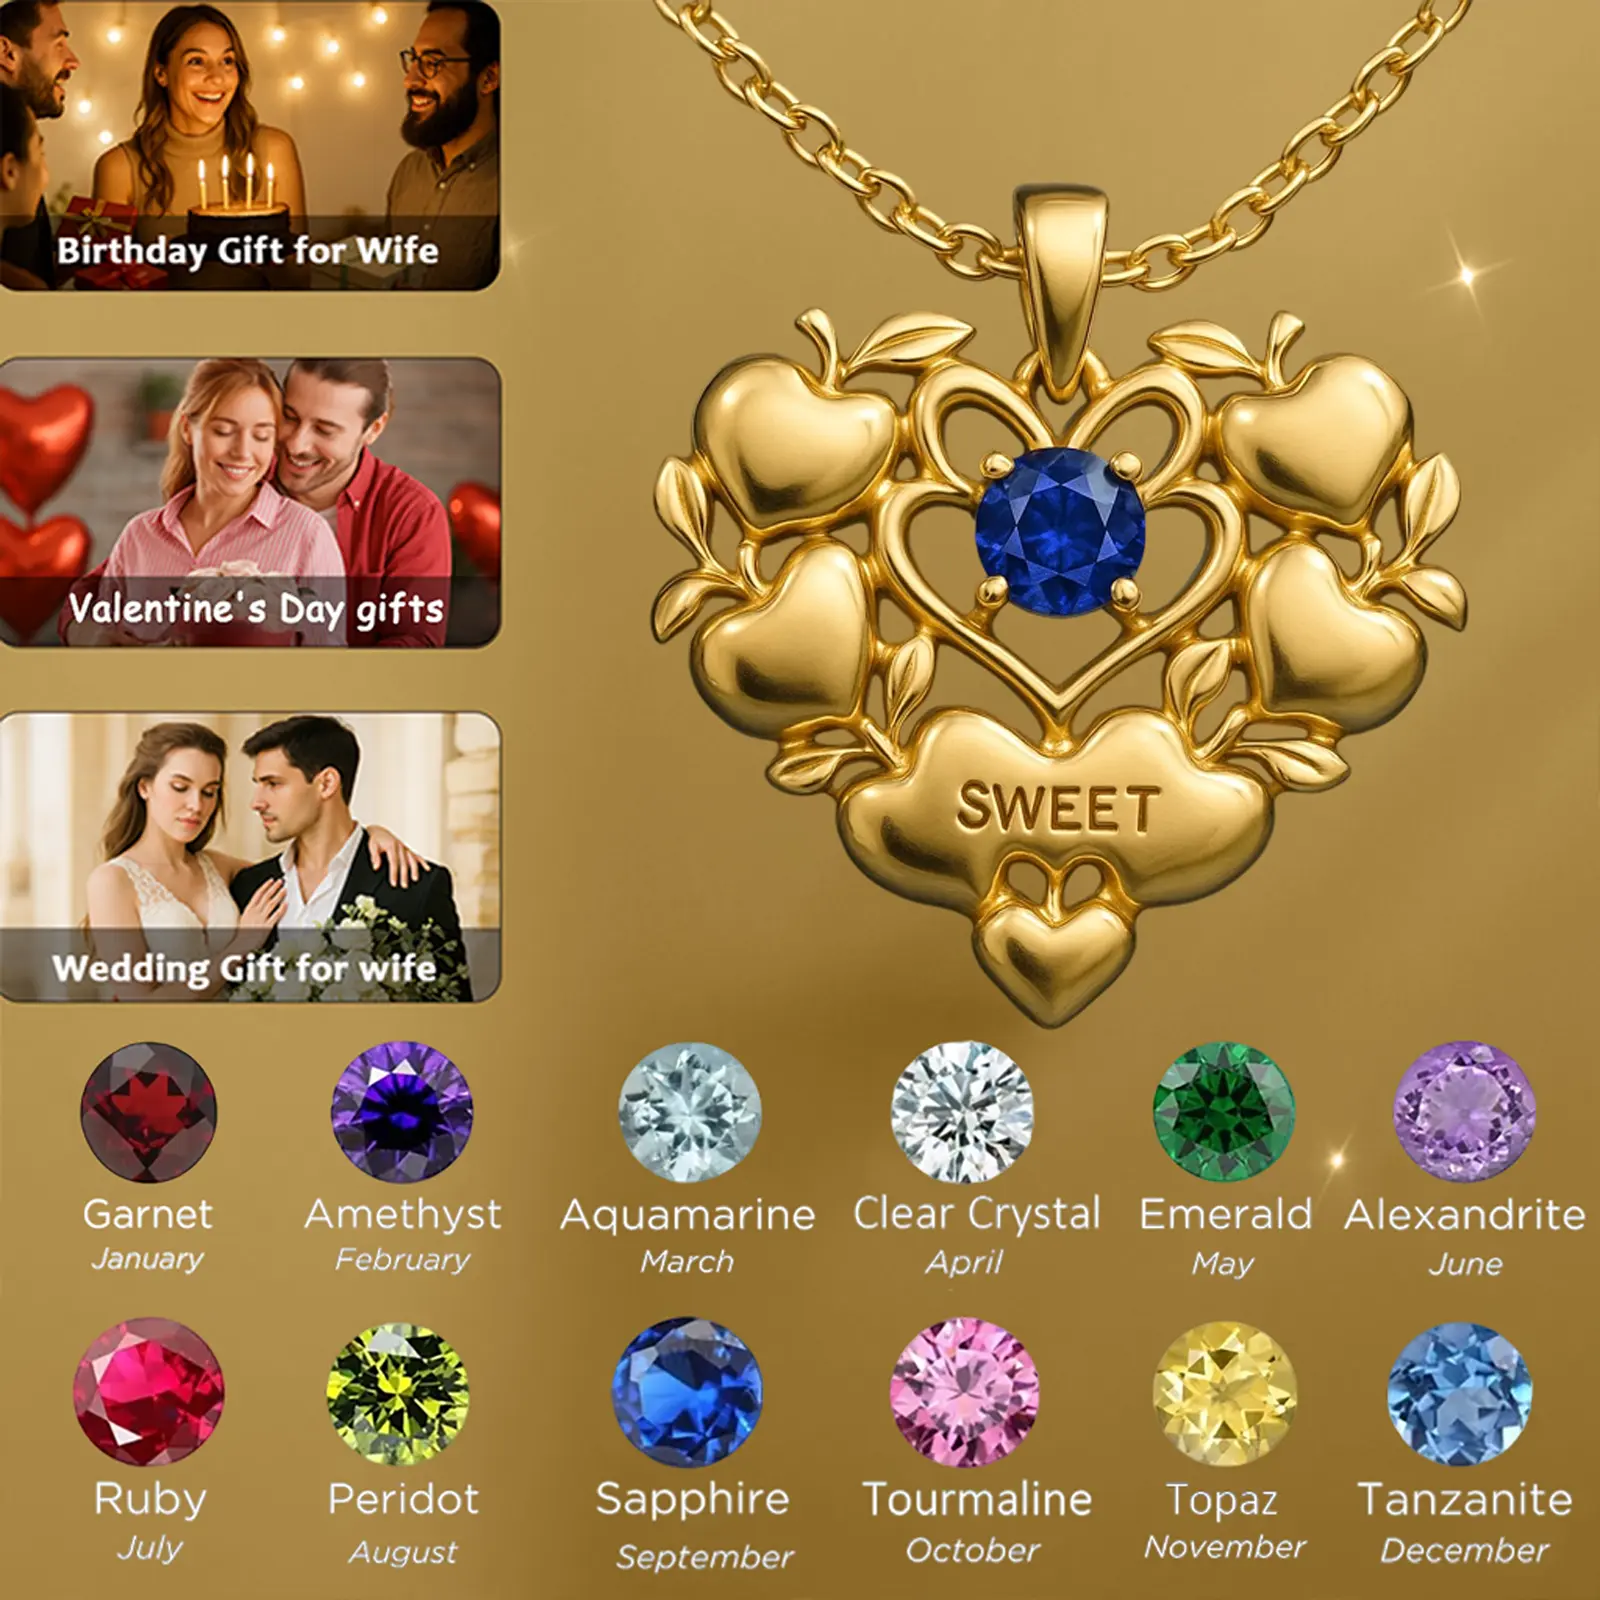 Birthday Gift for Wife
Valentine's Day gifts
Wedding Gift for wife
SWEET
Garnet
January
Amethyst
February
Aquamarine
March
Clear Crystal
April
Emerald
May
Alexandrite
June
Ruby
July
Peridot
August
Sapphire
September
Tourmaline
October
Topaz
November
Tanzanite
December